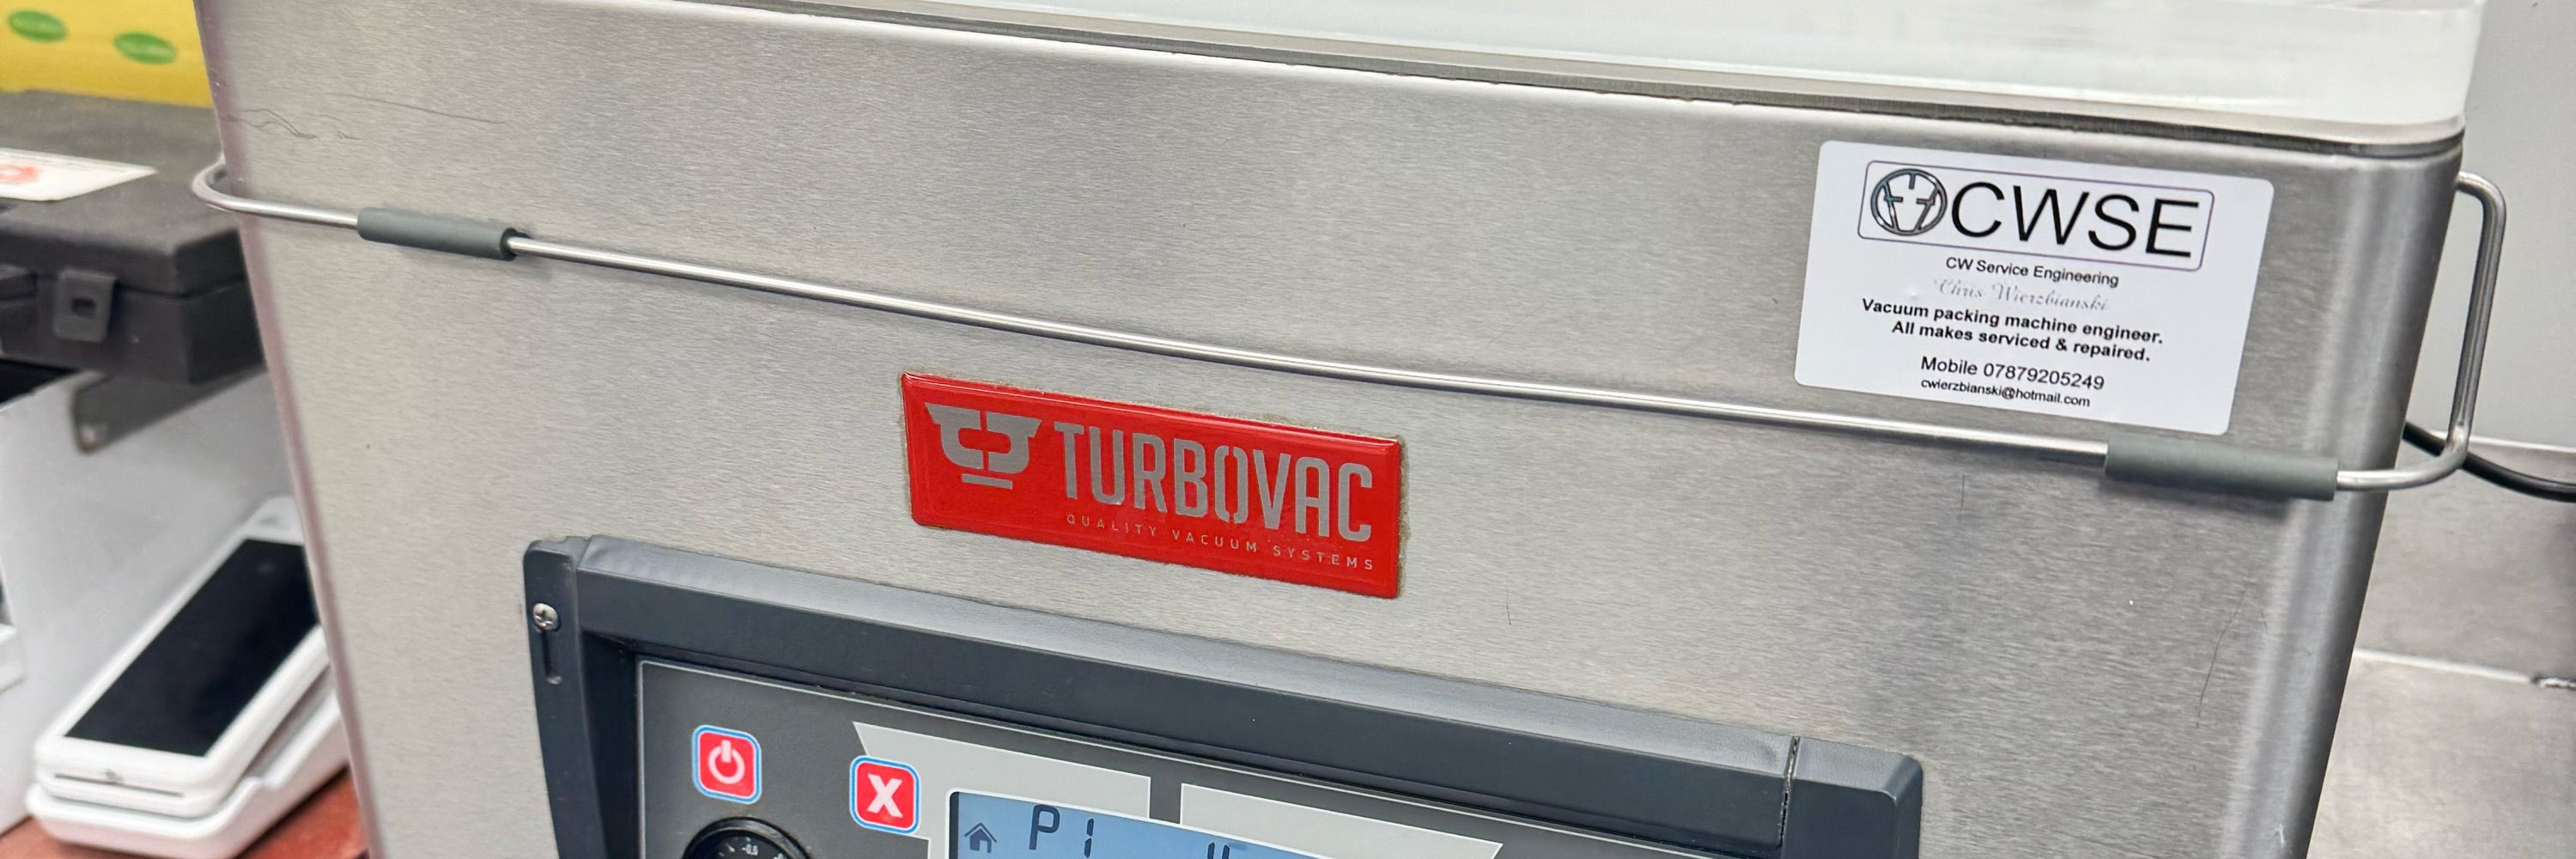 CWSE
CW Service Engineering
Chris Wierzbianski
Vacuum packing machine engineer.
All makes serviced & repaired.
Mobile 07879205249
cwierzbianski@hotmail.com
TURBOVAC
QUALITY VACUUM SYSTEMS
X
P1